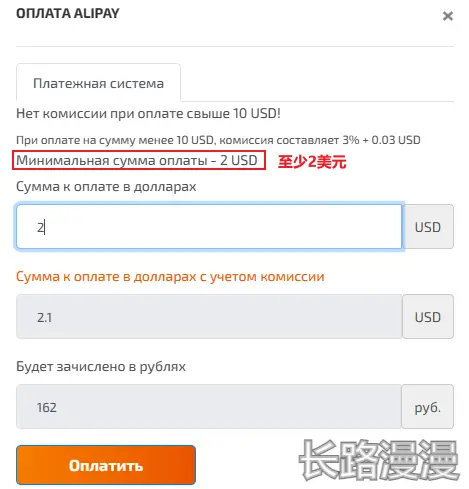 ОПЛАТА ALIPAY ×
Платежная система
Нет комиссии при оплате свыше 10 USD!
При оплате на сумму менее 10 USD, комиссия составляет 3% + 0.03 USD
Минимальная сумма оплаты - 2 USD 至少2美元
Сумма к оплате в долларах
2 USD
Сумма к оплате в долларах с учетом комиссии
2.1 USD
Будет зачислено в рублях
162 руб.
Оплатить
长路漫漫